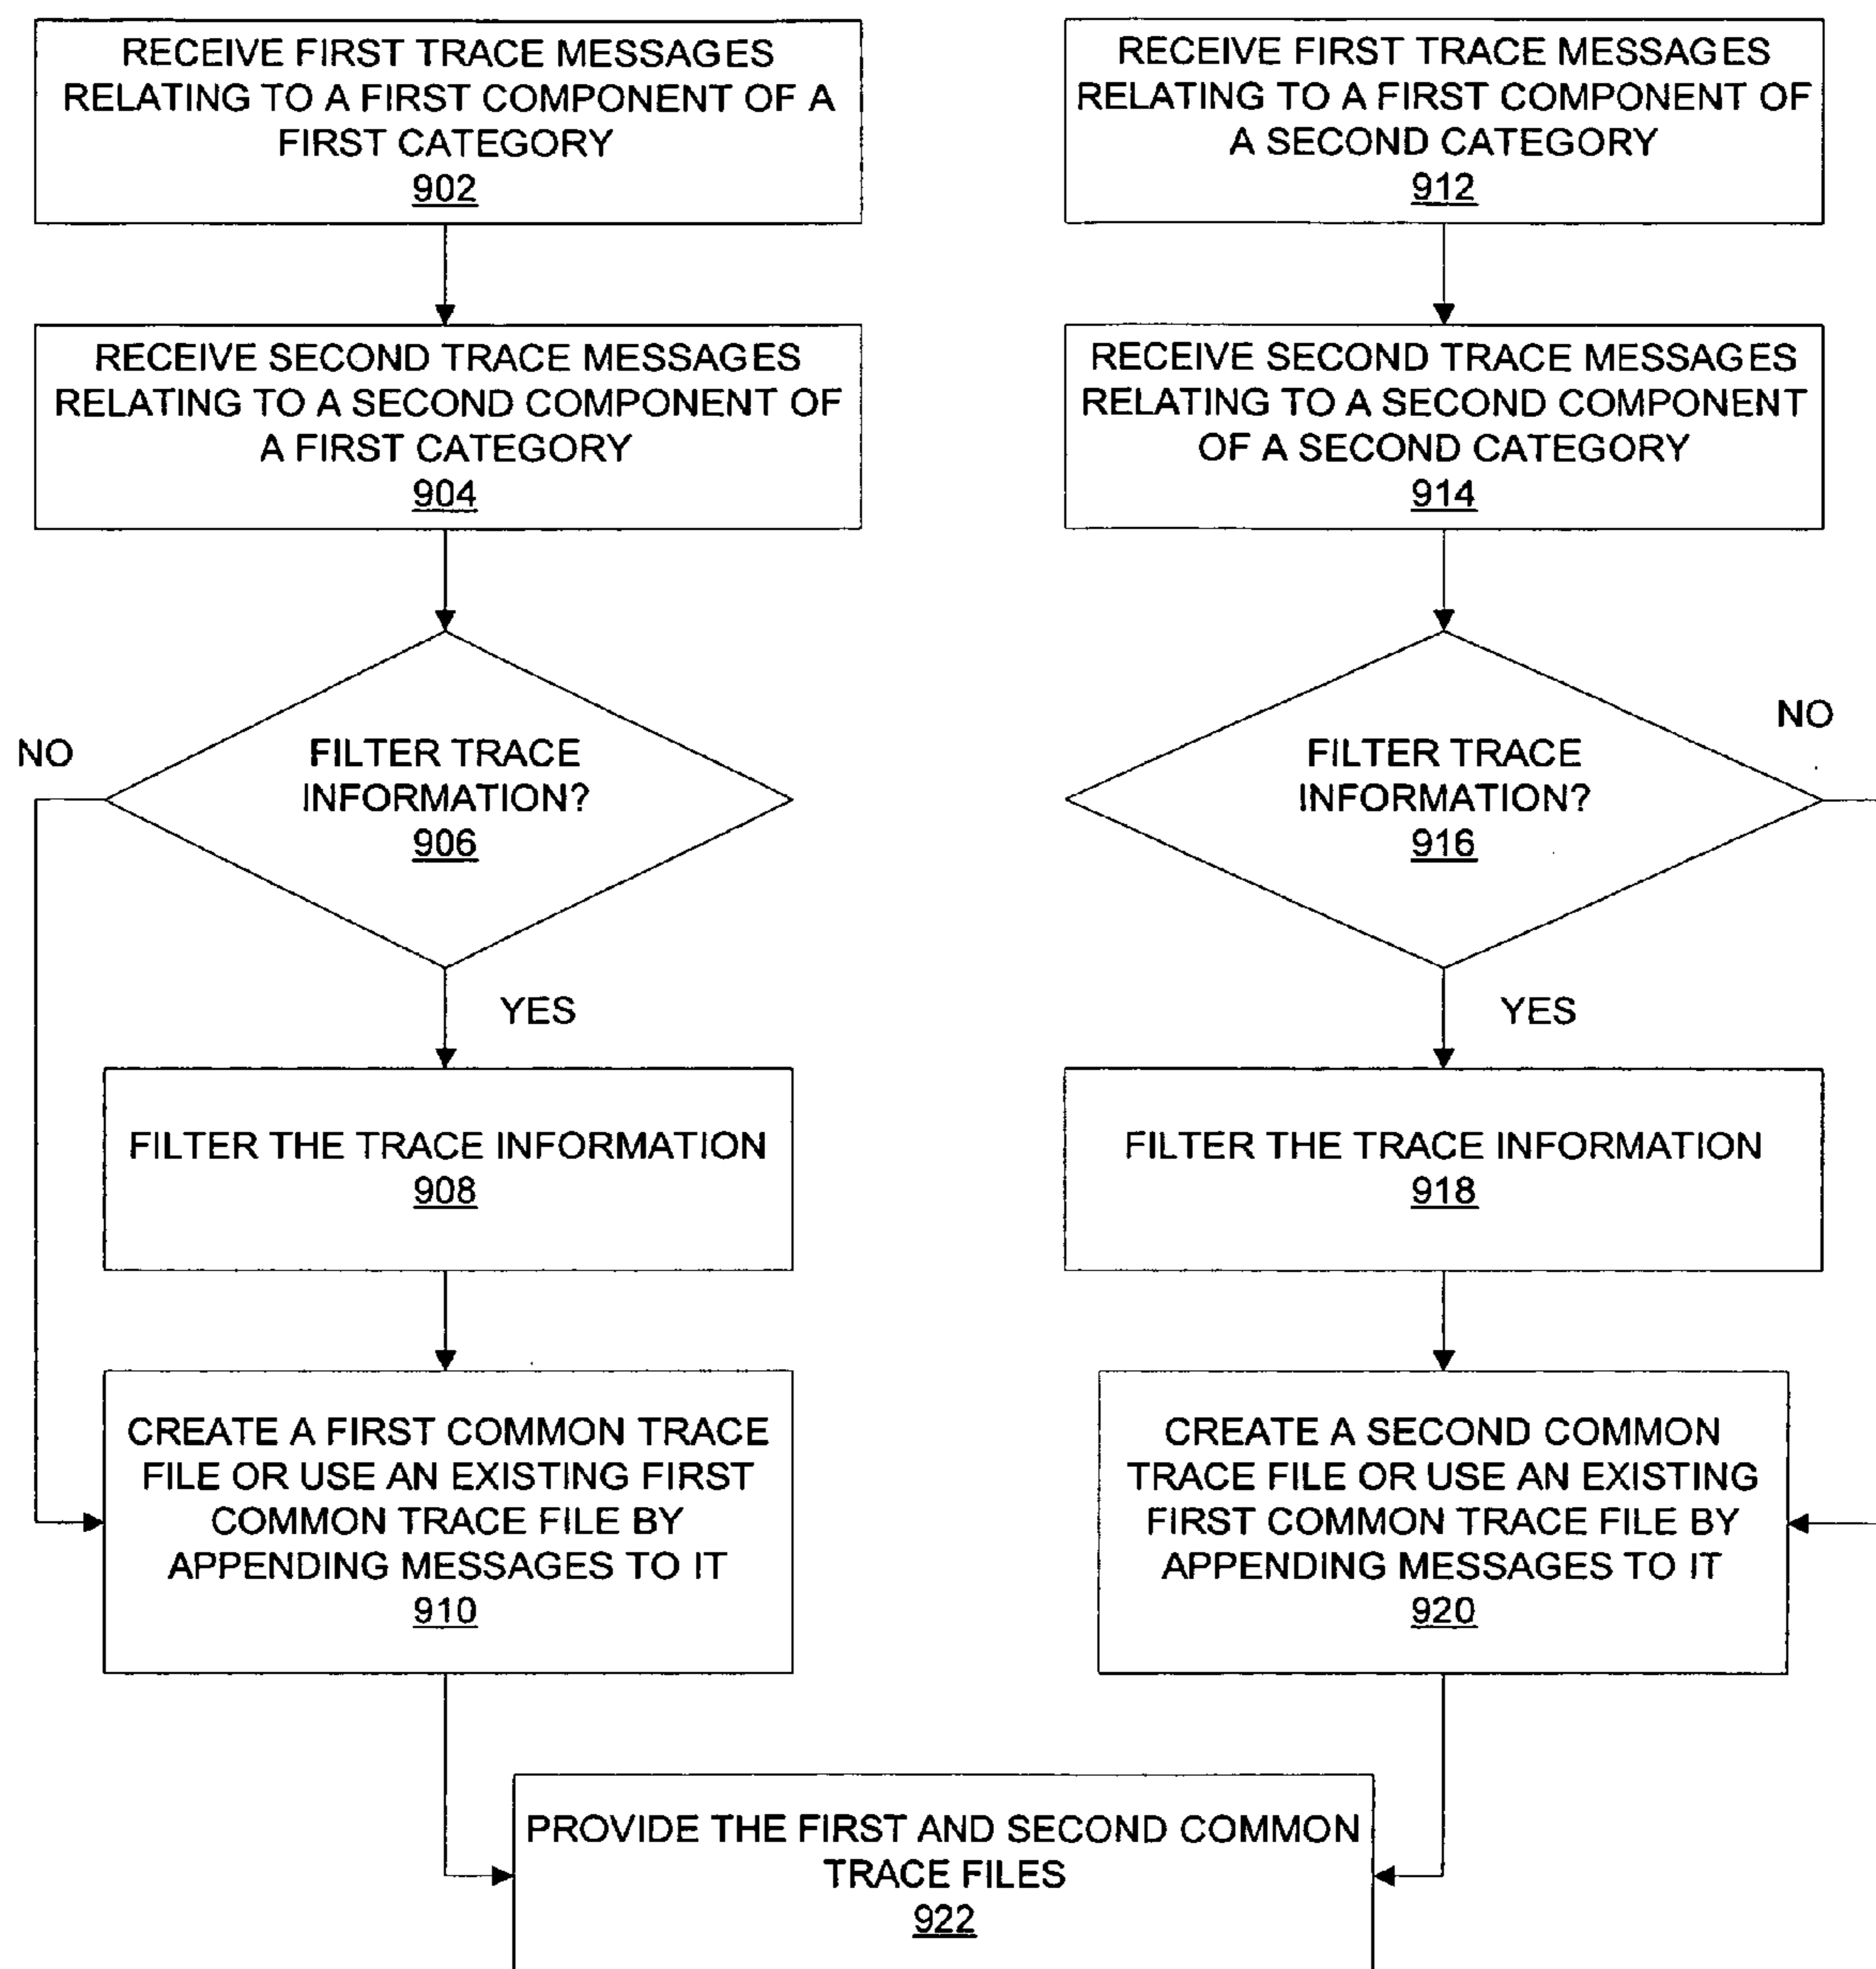 RECEIVE FIRST TRACE MESSAGES
RELATING TO A FIRST COMPONENT OF A
FIRST CATEGORY
902
RECEIVE SECOND TRACE MESSAGES
RELATING TO A SECOND COMPONENT OF
A FIRST CATEGORY
904
NO
FILTER TRACE
INFORMATION?
906
YES
FILTER THE TRACE INFORMATION
908
CREATE A FIRST COMMON TRACE
FILE OR USE AN EXISTING FIRST
COMMON TRACE FILE BY
APPENDING MESSAGES TO IT
910
RECEIVE FIRST TRACE MESSAGES
RELATING TO A FIRST COMPONENT OF
A SECOND CATEGORY
912
RECEIVE SECOND TRACE MESSAGES
RELATING TO A SECOND COMPONENT
OF A SECOND CATEGORY
914
NO
FILTER TRACE
INFORMATION?
916
YES
FILTER THE TRACE INFORMATION
918
CREATE A SECOND COMMON
TRACE FILE OR USE AN EXISTING
FIRST COMMON TRACE FILE BY
APPENDING MESSAGES TO IT
920
PROVIDE THE FIRST AND SECOND COMMON
TRACE FILES
922